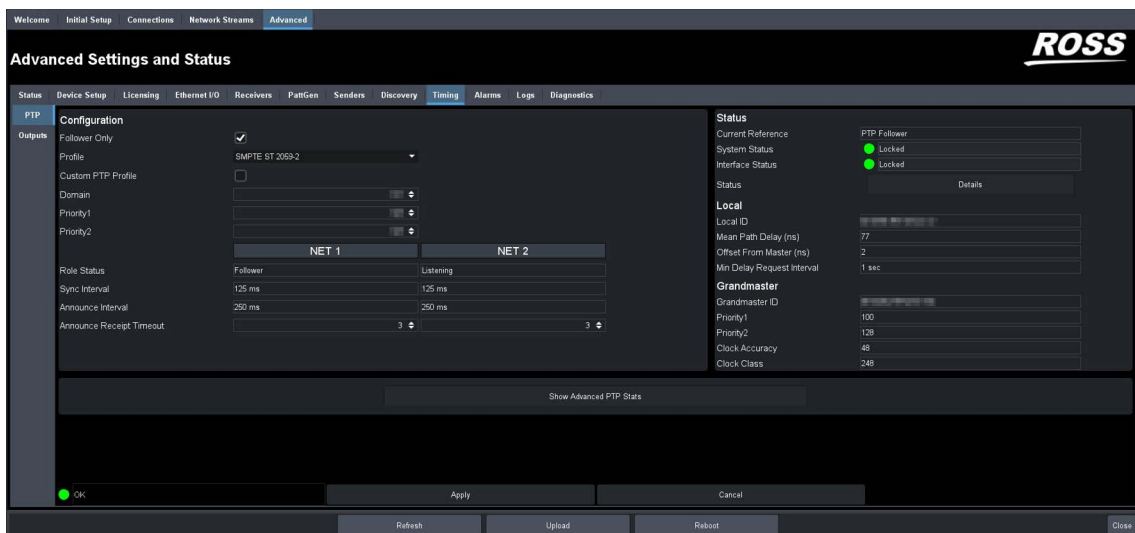 Welcome Initial Setup Connections Network Streams Advanced
Advanced Settings and Status
ROSS
Status Device Setup Licensing Ethernet I/O Receivers PattGen Senders Discovery Timing Alarms Logs Diagnostics
PTP
Outputs
Configuration
Follower Only
Profile SMPTE ST 2059-2
Custom PTP Profile
Domain
Priority1
Priority2
NET 1 NET 2
Role Status Follower Listening
Sync Interval 125 ms 125 ms
Announce Interval 250 ms 250 ms
Announce Receipt Timeout 3 3
Status
Current Reference PTP Follower
System Status Locked
Interface Status Locked
Status Details
Local
Local ID
Mean Path Delay (ns) 77
Offset From Master (ns) 2
Min Delay Request Interval 1 sec
Grandmaster
Grandmaster ID
Priority1 100
Priority2 128
Clock Accuracy 48
Clock Class 248
Show Advanced PTP Stats
OK Apply Cancel
Refresh Upload Reboot Close